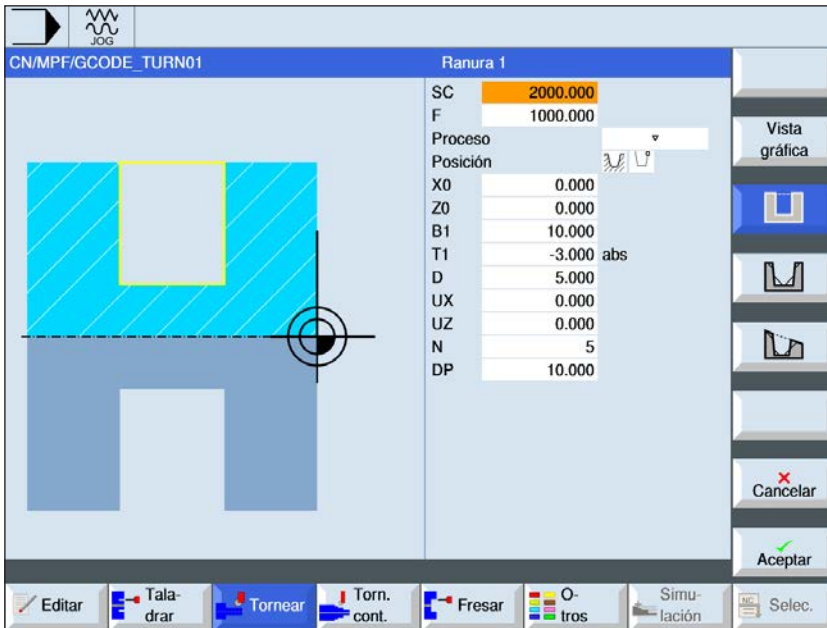 JOG
CN/MPF/GCODE_TURN01
Ranura 1
SC 2000.000
F 1000.000
Proceso ▿
Posición
X0 0.000
Z0 0.000
B1 10.000
T1 -3.000 abs
D 5.000
UX 0.000
UZ 0.000
N 5
DP 10.000
Vista
gráfica
Cancelar
Aceptar
Editar
Tala-
drar
Tornear
Torn.
cont.
Fresar
O-
tros
Simu-
lación
NC
Selec.